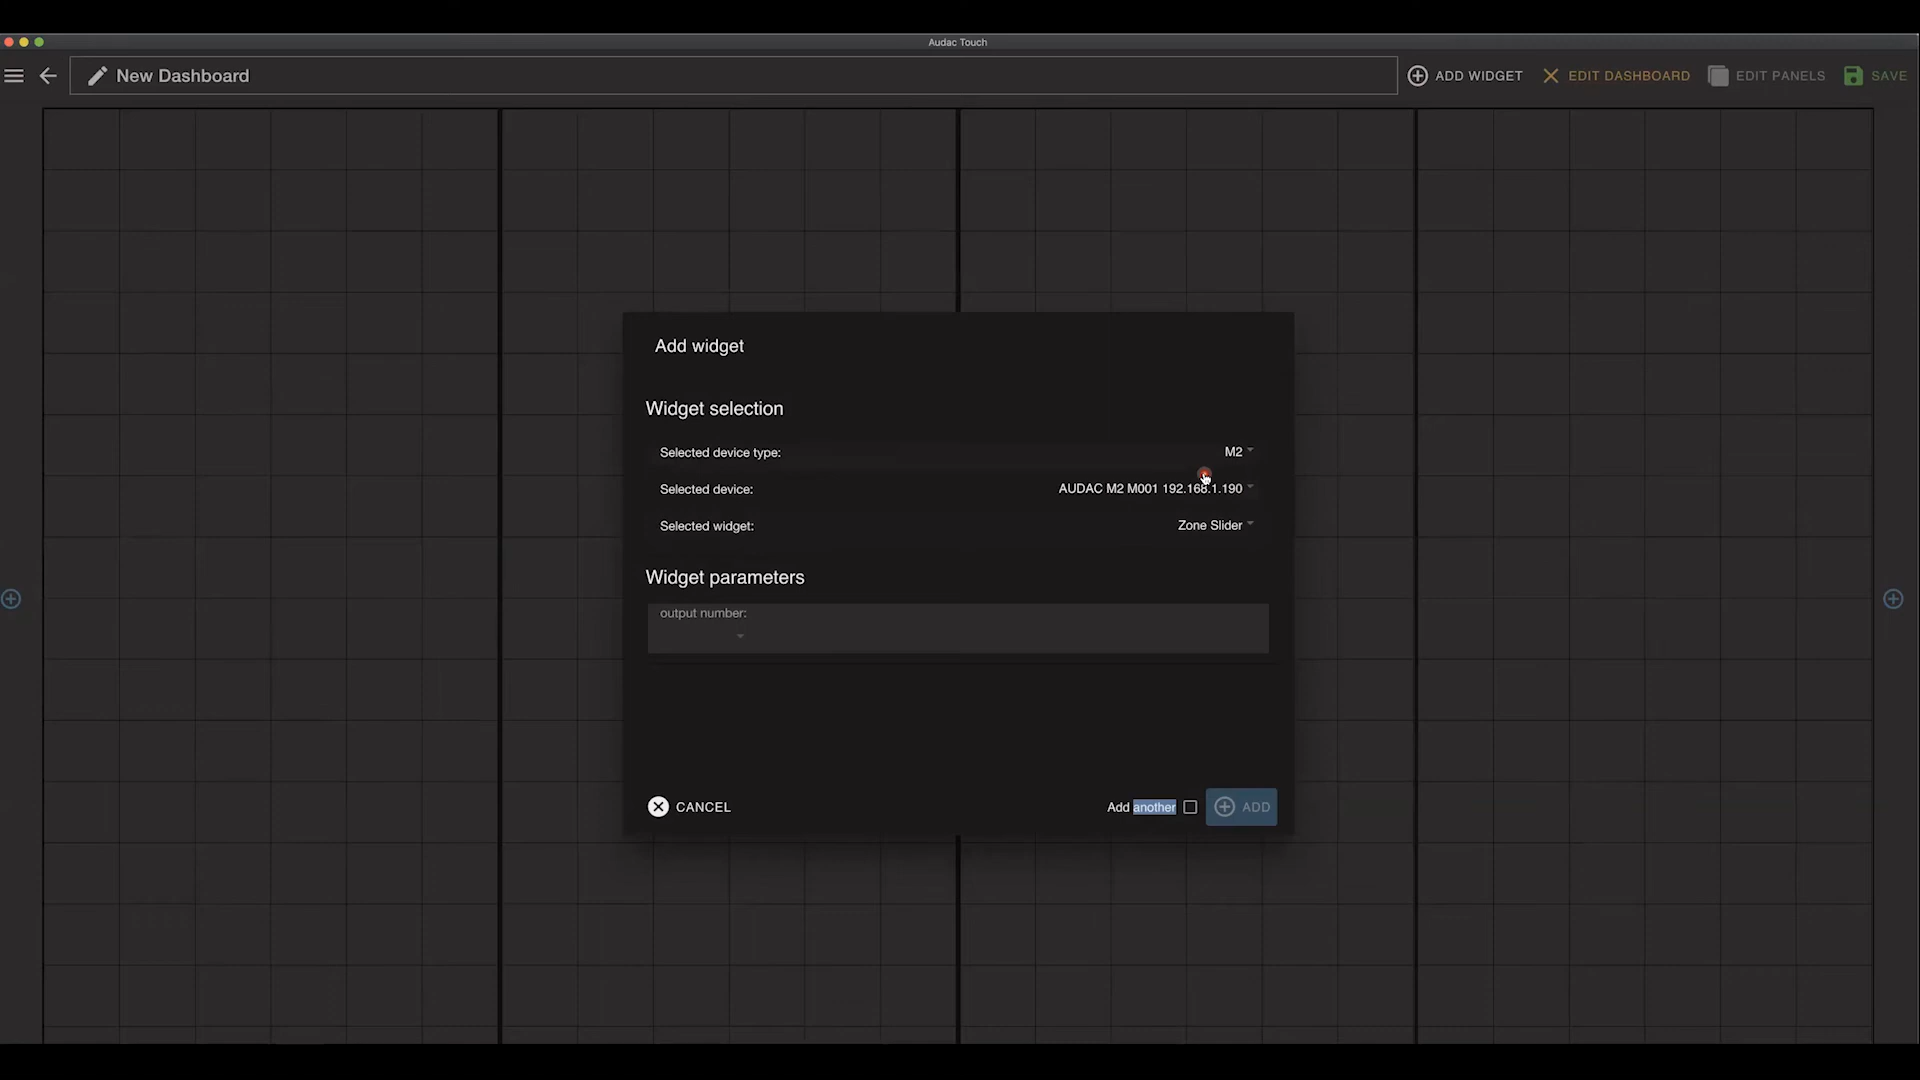 Audac Touch
New Dashboard
ADD WIDGET
EDIT DASHBOARD
EDIT PANELS
SAVE
Add widget
Widget selection
Selected device type:
M2
Selected device:
AUDAC M2 M001 192.168.1.190
Selected widget:
Zone Slider
Widget parameters
output number:
CANCEL
Add another
ADD